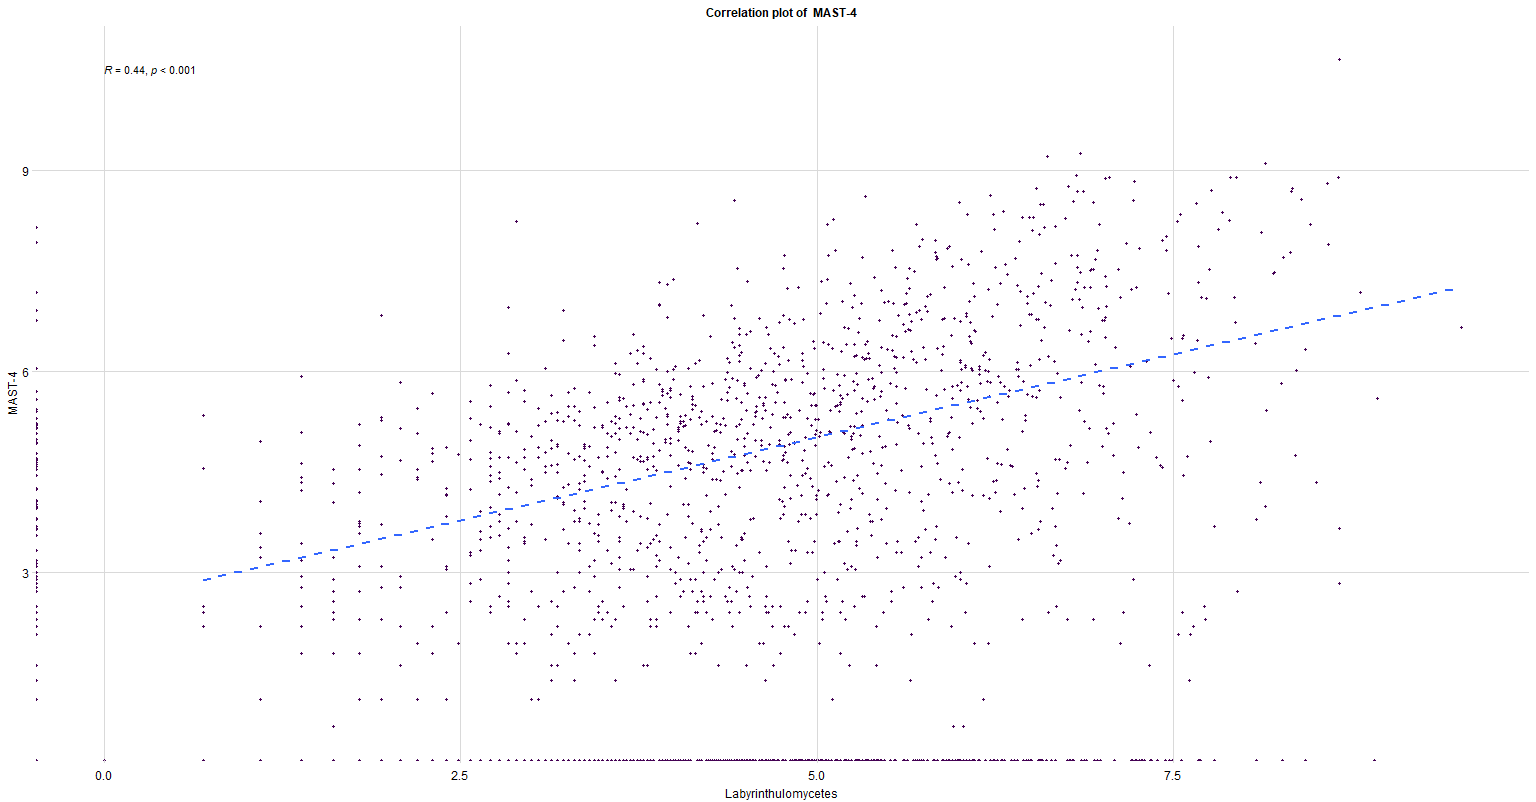 Correlation plot of  MAST-4
R = 0.44, p < 0.001
9
6
3
MAST-4
0.0
2.5
5.0
7.5
Labyrinthulomycetes